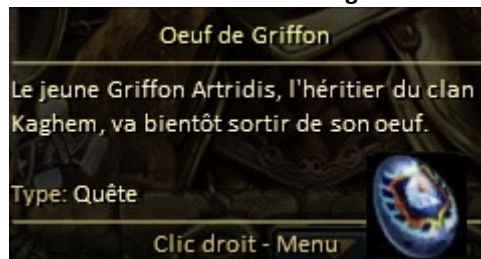 Oeuf de Griffon
Le jeune Griffon Artridis, l'héritier du clan
Kaghem, va bientôt sortir de son oeuf.
Type: Quête
Clic droit - Menu